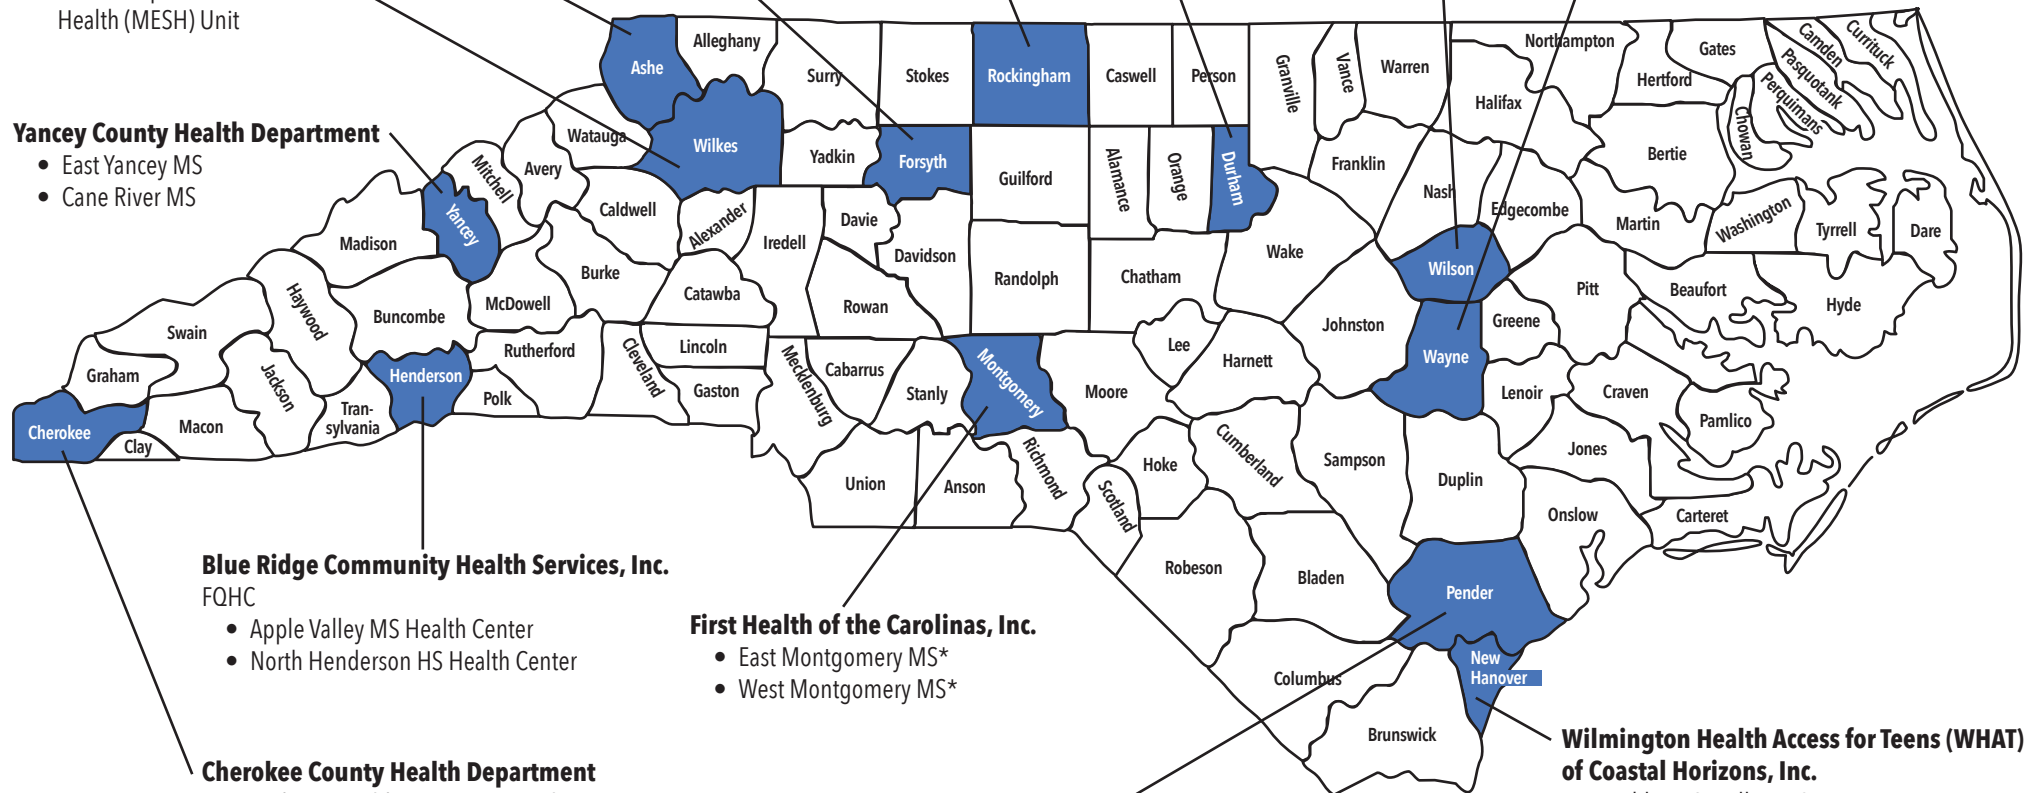 Health (MESH) Unit
Yancey County Health Department
• East Yancey MS
• Cane River MS
Ashe
Alleghany
Surry
Stokes
Rockingham
Caswell
Person
Granville
Vance
Warren
Northampton
Hertford
Gates
Camden
Currituck
Pasquotank
Perquimans
Chowan
Halifax
Watauga
Wilkes
Yadkin
Forsyth
Guilford
Alamance
Orange
Durham
Franklin
Nash
Edgecombe
Bertie
Martin
Washington
Tyrrell
Dare
Mitchell
Avery
Yancey
Madison
Caldwell
Alexander
Iredell
Davie
Davidson
Randolph
Chatham
Wake
Wilson
Pitt
Beaufort
Hyde
Haywood
Buncombe
McDowell
Burke
Catawba
Rowan
Johnston
Greene
Swain
Graham
Jackson
Henderson
Rutherford
Polk
Cleveland
Lincoln
Gaston
Mecklenburg
Cabarrus
Stanly
Montgomery
Moore
Lee
Harnett
Wayne
Lenoir
Craven
Pamlico
Cherokee
Clay
Macon
Tran-
sylvania
Union
Anson
Richmond
Scotland
Hoke
Cumberland
Sampson
Duplin
Jones
Onslow
Carteret
Robeson
Bladen
Pender
Columbus
New
Hanover
Brunswick
Blue Ridge Community Health Services, Inc.
FQHC
• Apple Valley MS Health Center
• North Henderson HS Health Center
First Health of the Carolinas, Inc.
• East Montgomery MS*
• West Montgomery MS*
Cherokee County Health Department
Wilmington Health Access for Teens (WHAT)
of Coastal Horizons, Inc.